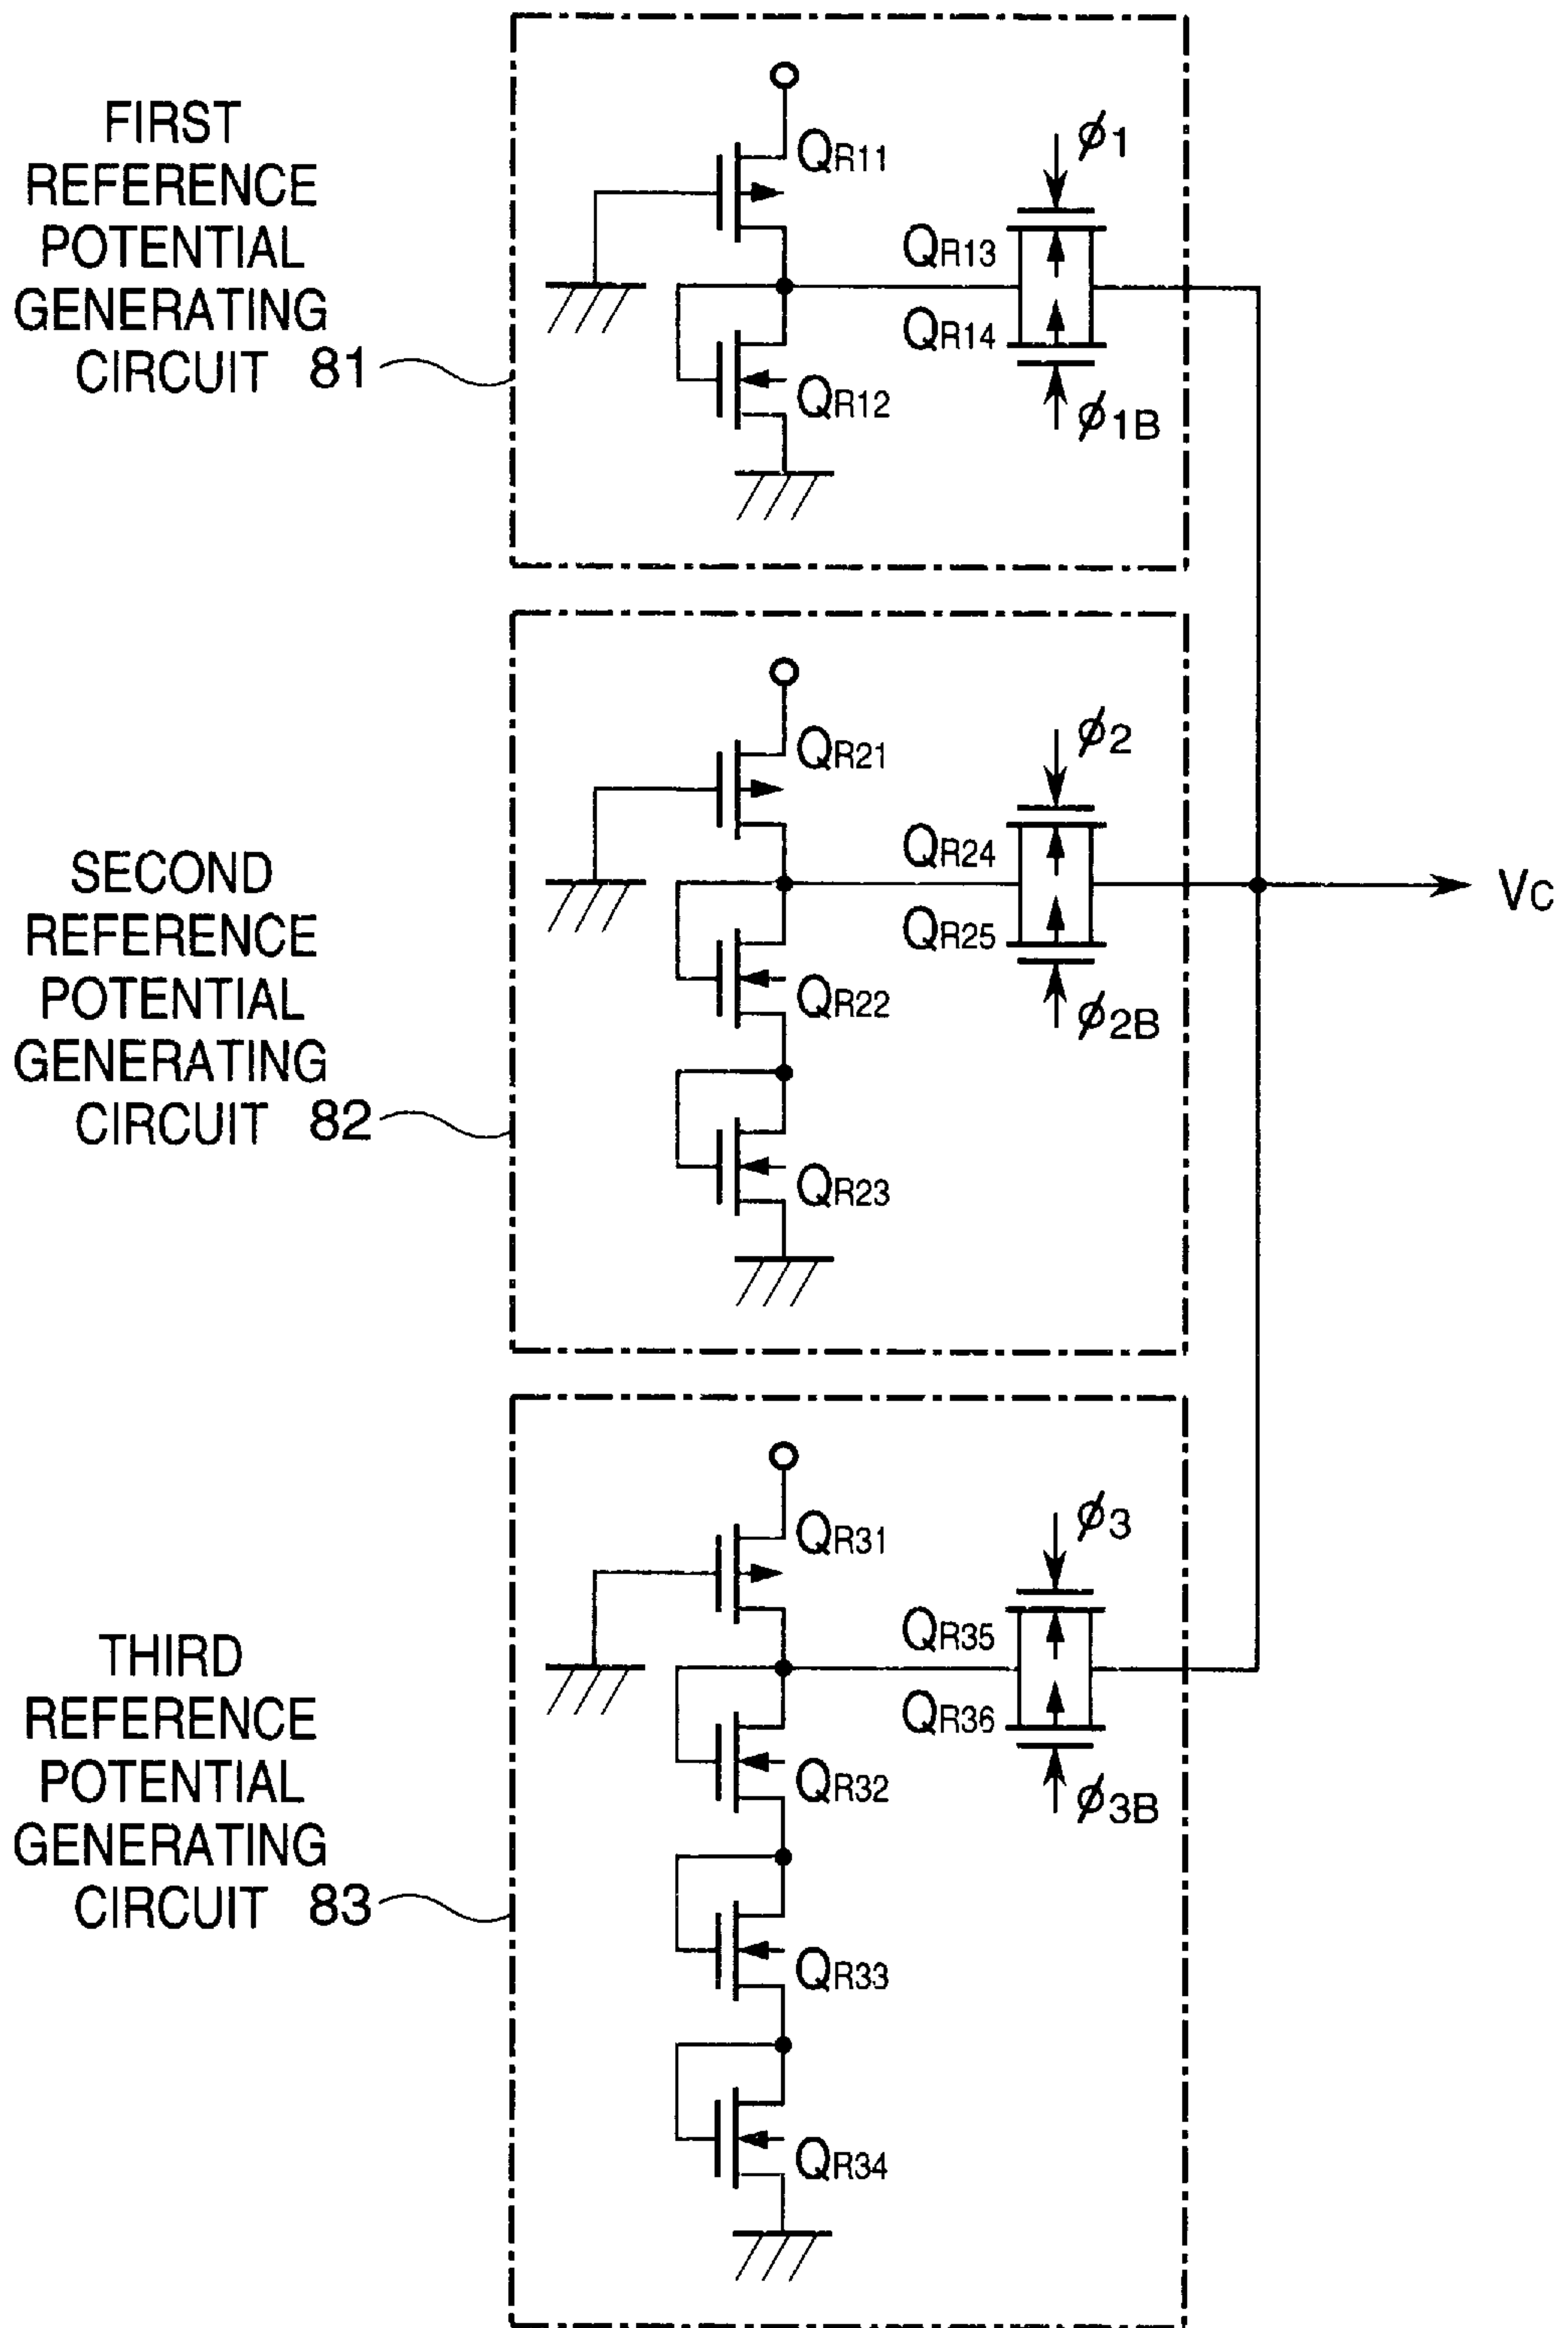 FIRST
REFERENCE
POTENTIAL
GENERATING
CIRCUIT 81
QR11
QR12
QR13
QR14
ϕ1
ϕ1B
SECOND
REFERENCE
POTENTIAL
GENERATING
CIRCUIT 82
QR21
QR22
QR23
QR24
QR25
ϕ2
ϕ2B
VC
THIRD
REFERENCE
POTENTIAL
GENERATING
CIRCUIT 83
QR31
QR32
QR33
QR34
QR35
QR36
ϕ3
ϕ3B